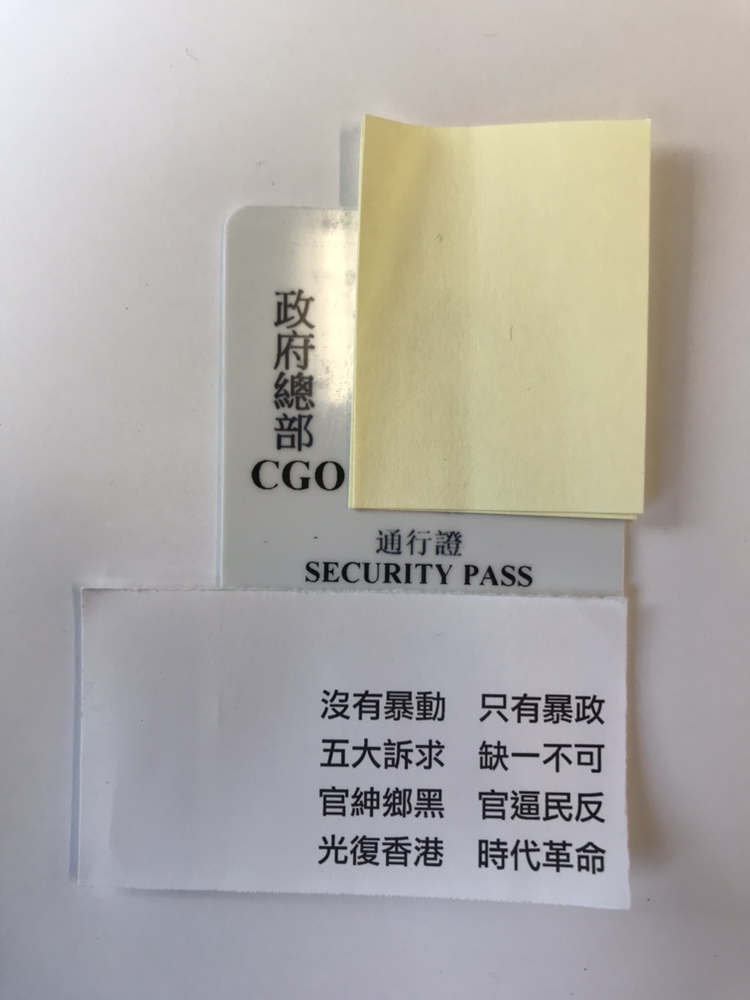 政府總部
CGO
通行證
SECURITY PASS
沒有暴動 只有暴政
五大訴求 缺一不可
官紳鄉黑 官逼民反
光復香港 時代革命